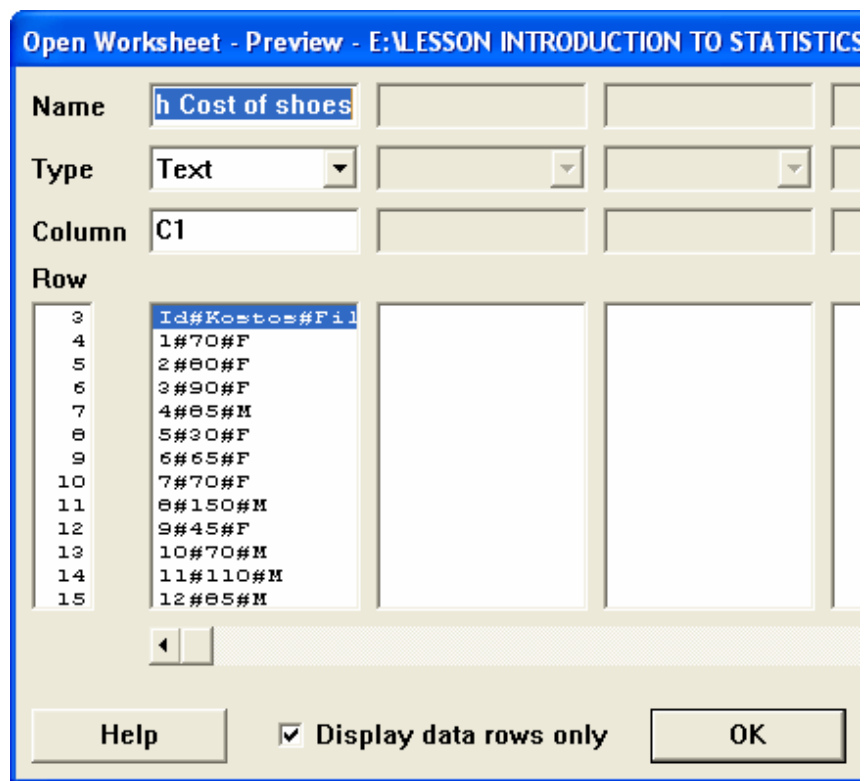 Open Worksheet - Preview - E:\LESSON INTRODUCTION TO STATISTICS
Name h Cost of shoes
Type Text
Column C1
Row
3 Id#Kostos#Fil
4 1#70#F
5 2#80#F
6 3#90#F
7 4#85#M
8 5#30#F
9 6#65#F
10 7#70#F
11 8#150#M
12 9#45#F
13 10#70#M
14 11#110#M
15 12#85#M
Help Display data rows only OK